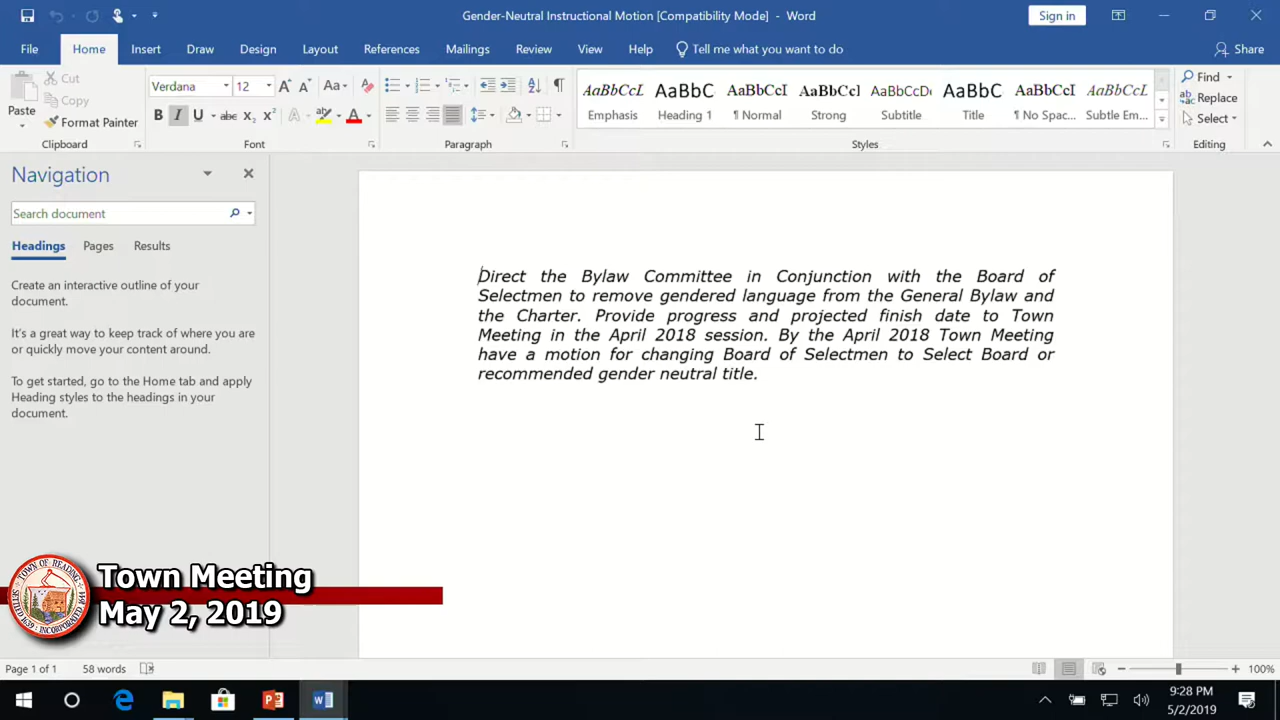 Gender-Neutral Instructional Motion [Compatibility Mode] - Word
Sign in
File Home Insert Draw Design Layout References Mailings Review View Help Tell me what you want to do Share
Cut
Copy
Paste
Format Painter
Clipboard
Verdana 12
Font
Paragraph
AaBbCcL AaBbC AaBbCcI AaBbCcl AaBbCcDc AaBbC AaBbCcI AaBbCcL
Emphasis Heading 1 ¶ Normal Strong Subtitle Title ¶ No Spac... Subtle Em...
Styles
Find
Replace
Select
Editing
Navigation
Search document
Headings Pages Results
Create an interactive outline of your
document.
It's a great way to keep track of where you are
or quickly move your content around.
To get started, go to the Home tab and apply
Heading styles to the headings in your
document.
Direct the Bylaw Committee in Conjunction with the Board of
Selectmen to remove gendered language from the General Bylaw and
the Charter. Provide progress and projected finish date to Town
Meeting in the April 2018 session. By the April 2018 Town Meeting
have a motion for changing Board of Selectmen to Select Board or
recommended gender neutral title.
TOWN OF READING
Town Meeting
May 2, 2019
Page 1 of 1 58 words 100%
9:28 PM
5/2/2019